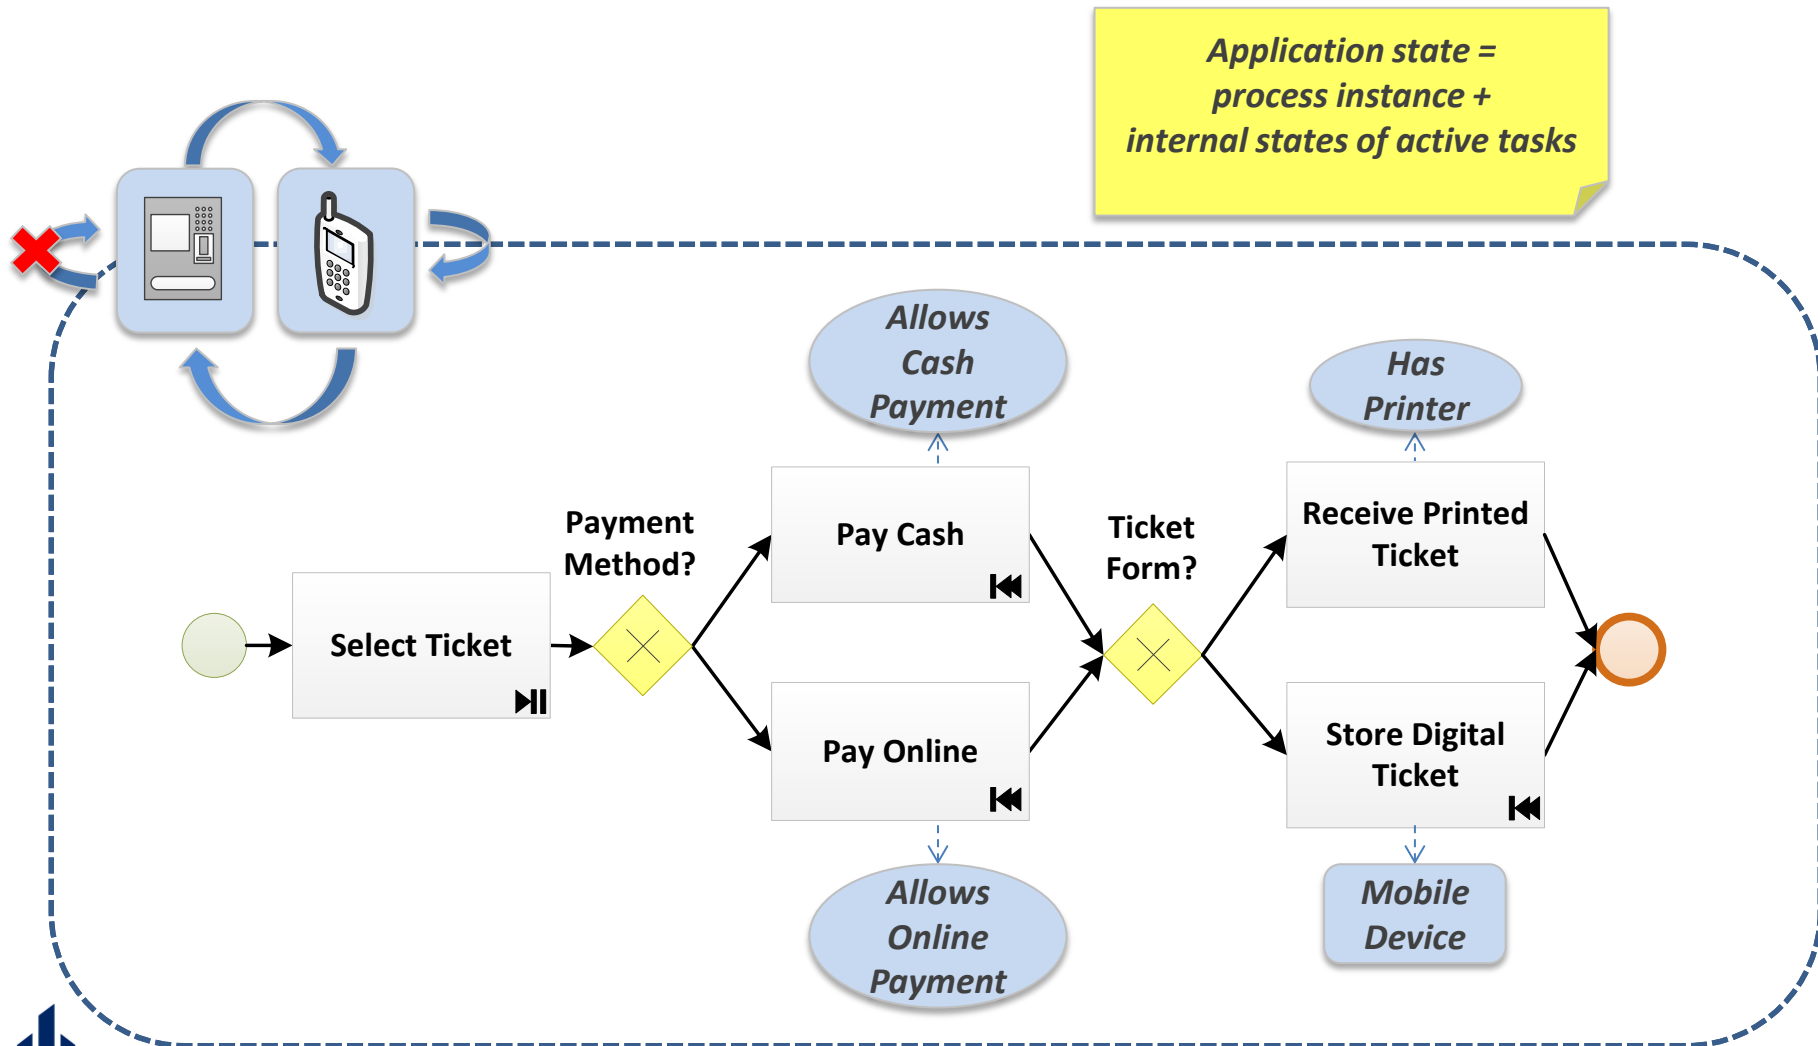 Application state =
process instance +
internal states of active tasks
Allows
Cash
Payment
Has
Printer
Payment
Method?
Pay Cash
Ticket
Form?
Receive Printed
Ticket
Select Ticket
Pay Online
Store Digital
Ticket
Allows
Online
Payment
Mobile
Device